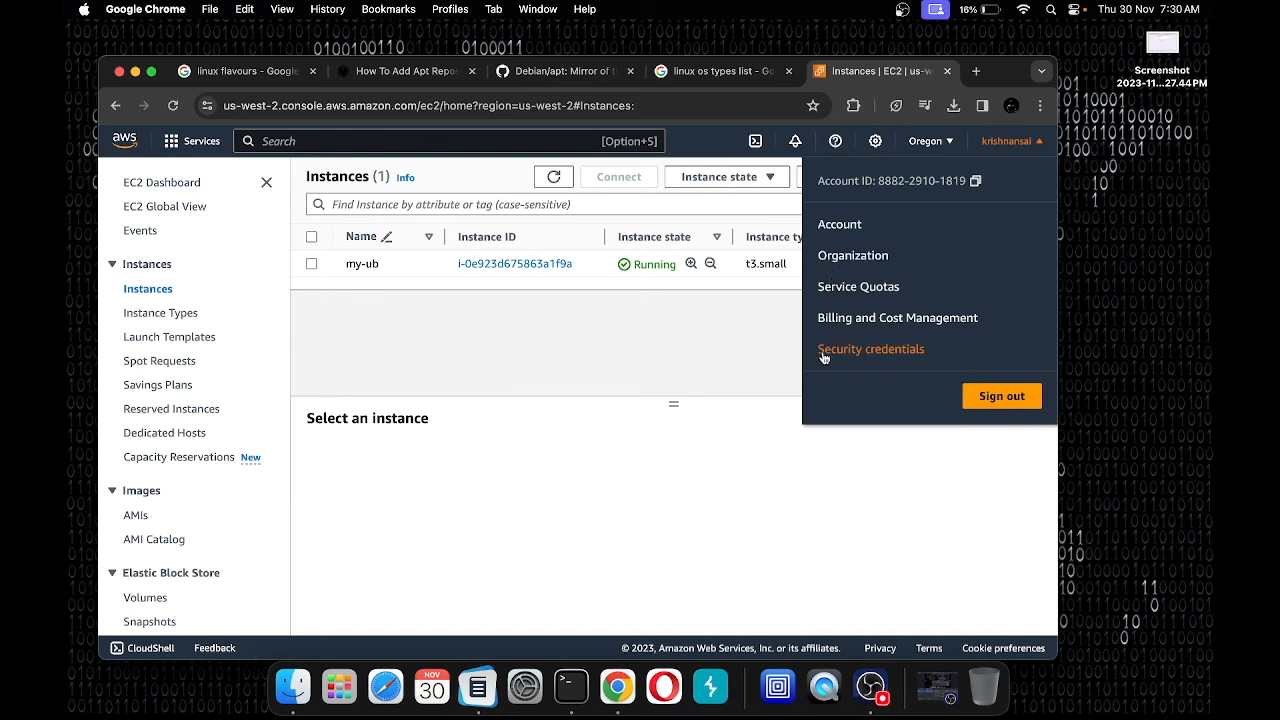 Google Chrome File Edit View History Bookmarks Profiles Tab Window Help 16% Thu 30 Nov 7:30 AM
Screenshot
2023-11...27.44 PM
linux flavours - Google
How To Add Apt Repo
Debian/apt: Mirror of t
linux os types list - Go
Instances | EC2 | us-w
us-west-2.console.aws.amazon.com/ec2/home?region=us-west-2#Instances:
aws Services Search [Option+S] Oregon krishnansai
EC2 Dashboard
EC2 Global View
Events
Instances
Instances
Instance Types
Launch Templates
Spot Requests
Savings Plans
Reserved Instances
Dedicated Hosts
Capacity Reservations New
Images
AMIs
AMI Catalog
Elastic Block Store
Volumes
Snapshots
Instances (1) Info Connect Instance state
Find Instance by attribute or tag (case-sensitive)
Name Instance ID Instance state Instance ty
my-ub i-0e923d675863a1f9a Running t3.small
Select an instance
Account ID: 8882-2910-1819
Account
Organization
Service Quotas
Billing and Cost Management
Security credentials
Sign out
CloudShell Feedback © 2023, Amazon Web Services, Inc. or its affiliates. Privacy Terms Cookie preferences
NOV
30